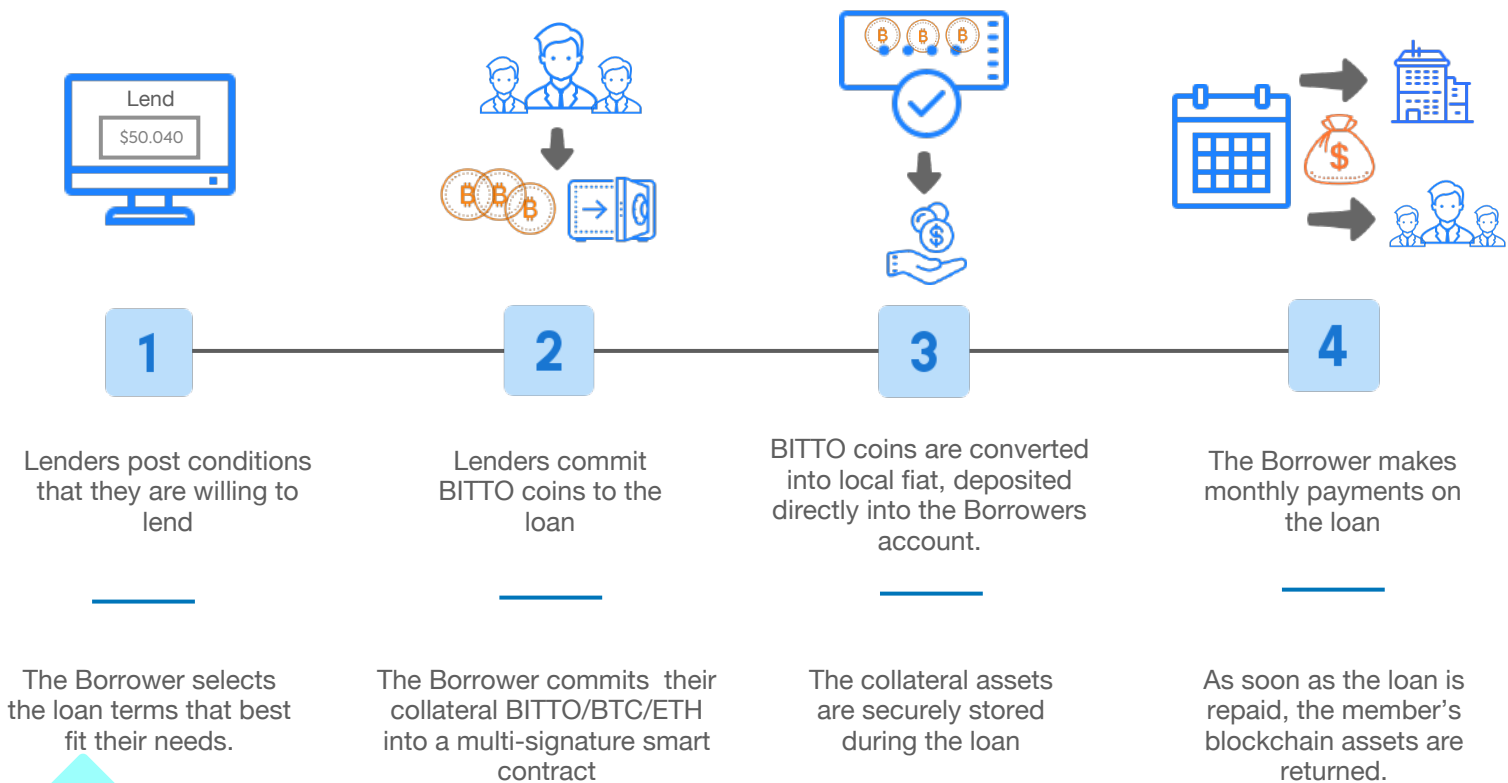 Lend
$50.040
1
2
3
4
Lenders post conditions
that they are willing to
lend
Lenders commit
BITTO coins to the
loan
BITTO coins are converted
into local fiat, deposited
directly into the Borrowers
account.
The Borrower makes
monthly payments on
the loan
The Borrower selects
the loan terms that best
fit their needs.
The Borrower commits  their
collateral BITTO/BTC/ETH
into a multi-signature smart
contract
The collateral assets
are securely stored
during the loan
As soon as the loan is
repaid, the member’s
blockchain assets are
returned.